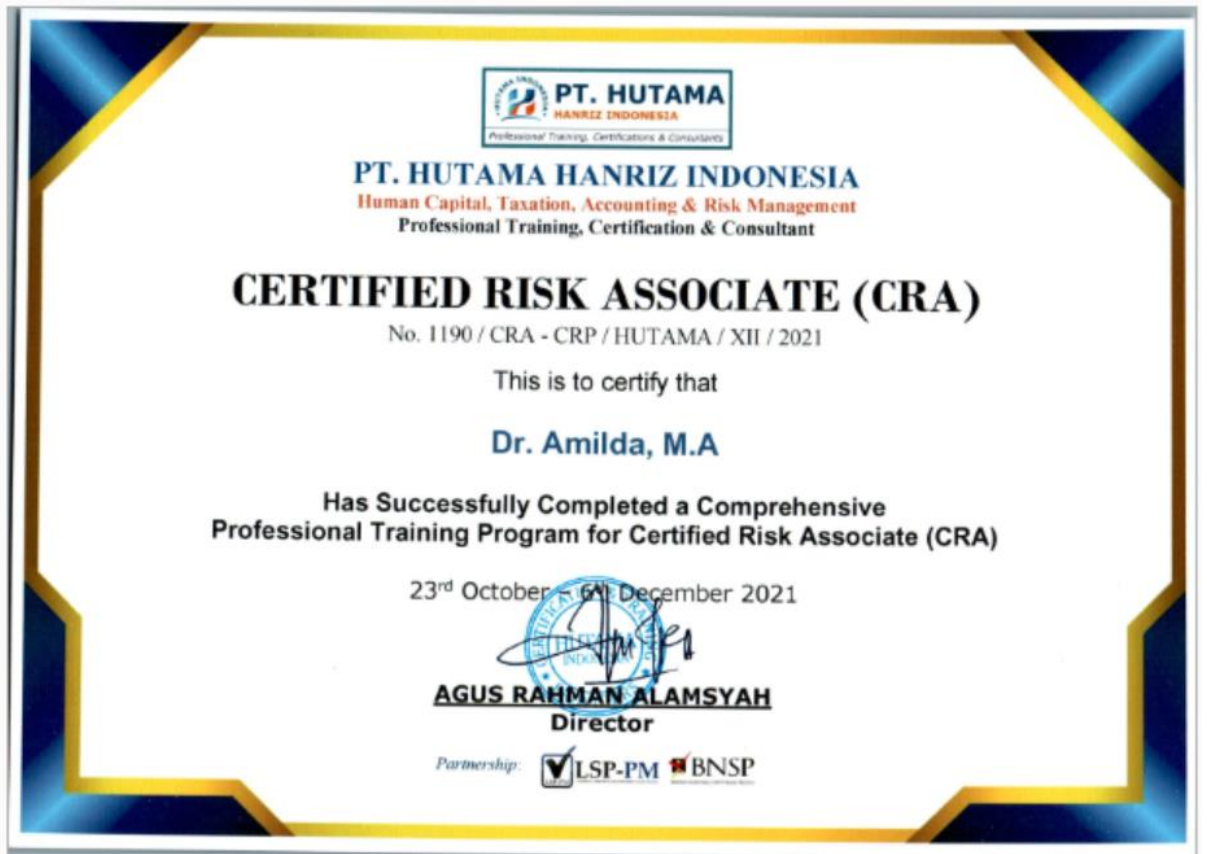 PT. HUTAMA
HANRIZ INDONESIA
Professional Training, Certifications & Consultants
PT. HUTAMA HANRIZ INDONESIA
Human Capital, Taxation, Accounting & Risk Management
Professional Training, Certification & Consultant
CERTIFIED RISK ASSOCIATE (CRA)
No. 1190 / CRA - CRP / HUTAMA / XII / 2021
This is to certify that
Dr. Amilda, M.A
Has Successfully Completed a Comprehensive
Professional Training Program for Certified Risk Associate (CRA)
23rd October – 6th December 2021
HUTAMA
INDONESIA
AGUS RAHMAN ALAMSYAH
Director
Partnership: LSP-PM BNSP